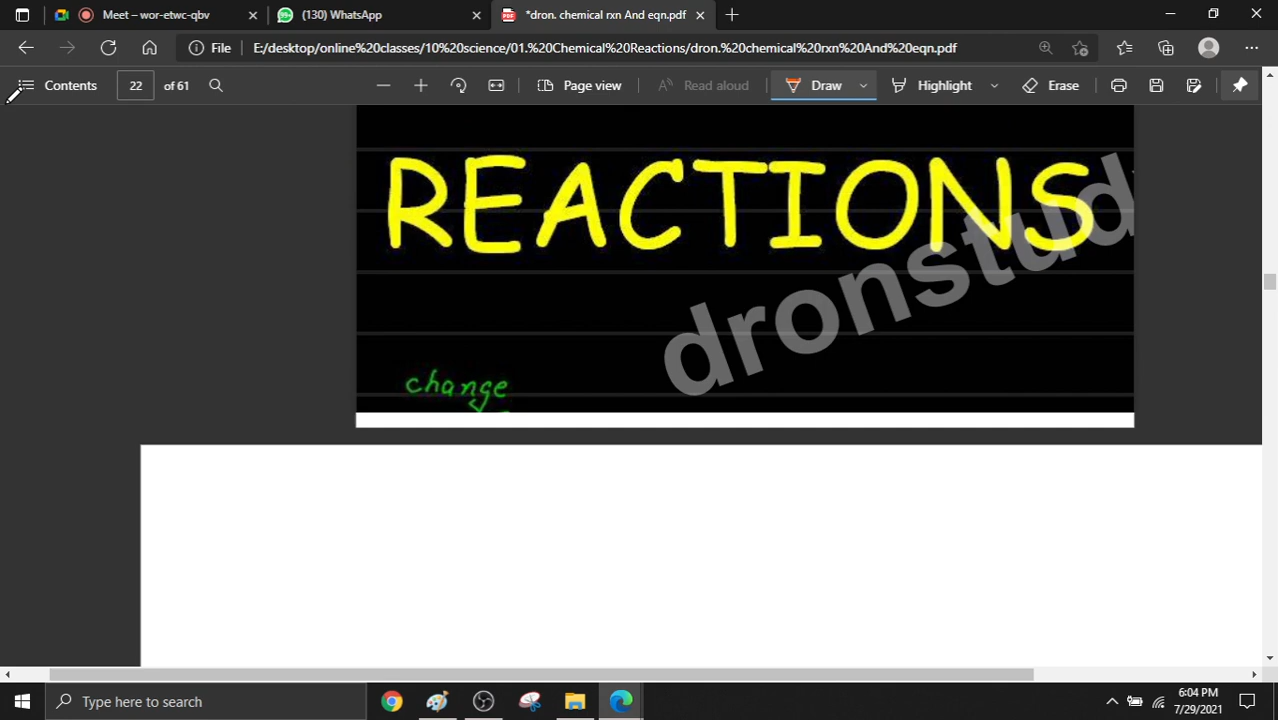 Meet – wor-etwc-qbv
(130) WhatsApp
*dron. chemical rxn And eqn.pdf
File
E:/desktop/online%20classes/10%20science/01.%20Chemical%20Reactions/dron.%20chemical%20rxn%20And%20eqn.pdf
Contents
22 of 61
Page view
Read aloud
Draw
Highlight
Erase
REACTIONS
dronstud
change
Type here to search
6:04 PM
7/29/2021